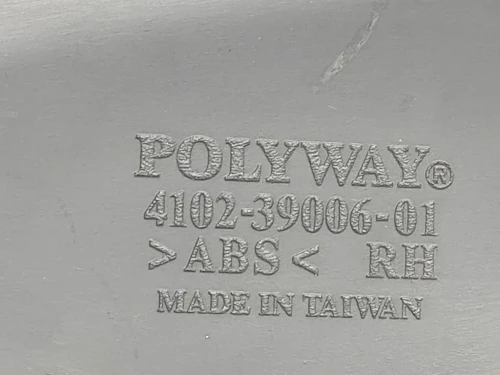 POLYWAY®
4102-39006-01
>ABS< RH
MADE IN TAIWAN